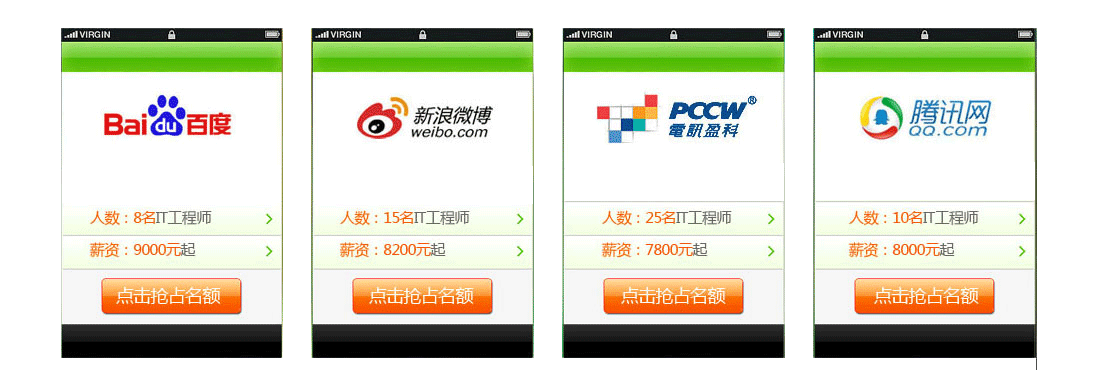 VIRGIN
Bai du 百度
人数：8名IT工程师
薪资：9000元起
点击抢占名额
VIRGIN
新浪微博
weibo.com
人数：15名IT工程师
薪资：8200元起
点击抢占名额
VIRGIN
PCCW®
電訊盈科
人数：25名IT工程师
薪资：7800元起
点击抢占名额
VIRGIN
腾讯网
QQ.com
人数：10名IT工程师
薪资：8000元起
点击抢占名额